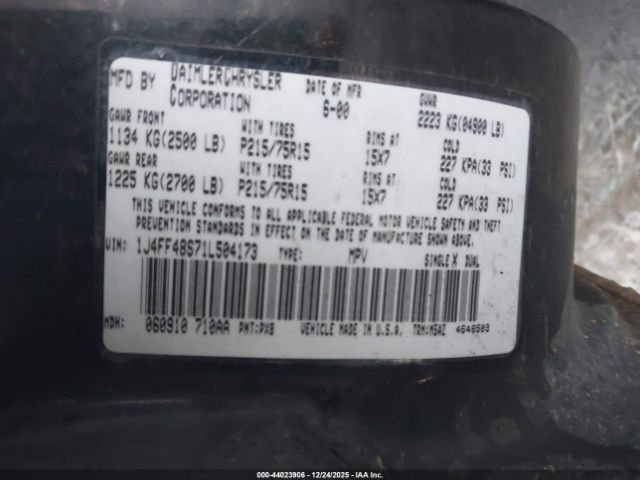 MFD BY DAIMLERCHRYSLER CORPORATION DATE OF MFR 6-00 GVWR 2223 KG(04900 LB)
GAWR FRONT WITH TIRES RIMS AT COLD
1134 KG(2500 LB) P215/75R15 15X7 227 KPA(33 PSI)
GAWR REAR WITH TIRES RIMS AT COLD
1225 KG(2700 LB) P215/75R15 15X7 227 KPA(33 PSI)
THIS VEHICLE CONFORMS TO ALL APPLICABLE FEDERAL MOTOR VEHICLE SAFETY AND THEFT
PREVENTION STANDARDS IN EFFECT ON THE DATE OF MANUFACTURE SHOWN ABOVE.
VIN: 1J4FF48S71L504173 TYPE: MPV SINGLE X DUAL
MDH: 060910 710AA PNT:PX8 VEHICLE MADE IN U.S.A. TRM:MSAZ 4648503
000-44023906 - 12/24/2025 - IAAI.COM